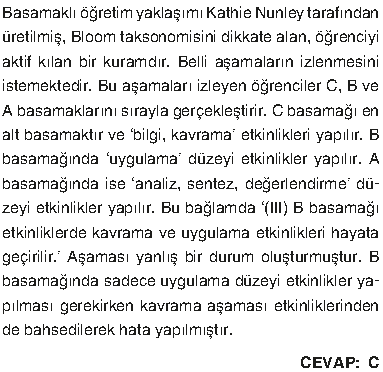 Basamaklı öğretim yaklaşımı Kathie Nunley tarafından
üretilmiş, Bloom taksonomisini dikkate alan, öğrenciyi
aktif kılan bir kuramdır. Belli aşamaların izlenmesini
istemektedir. Bu aşamaları izleyen öğrenciler C, B ve
A basamaklarını sırayla gerçekleştirir. C basamağı en
alt basamaktır ve ‘bilgi, kavrama’ etkinlikleri yapılır. B
basamağında ‘uygulama’ düzeyi etkinlikler yapılır. A
basamağında ise ‘analiz, sentez, değerlendirme’ dü-
zeyi etkinlikler yapılır. Bu bağlamda ‘(III) B basamağı
etkinliklerde kavrama ve uygulama etkinlikleri hayata
geçirilir.’ Aşaması yanlış bir durum oluşturmuştur. B
basamağında sadece uygulama düzeyi etkinlikler ya-
pılması gerekirken kavrama aşaması etkinliklerinden
de bahsedilerek hata yapılmıştır.
CEVAP: C